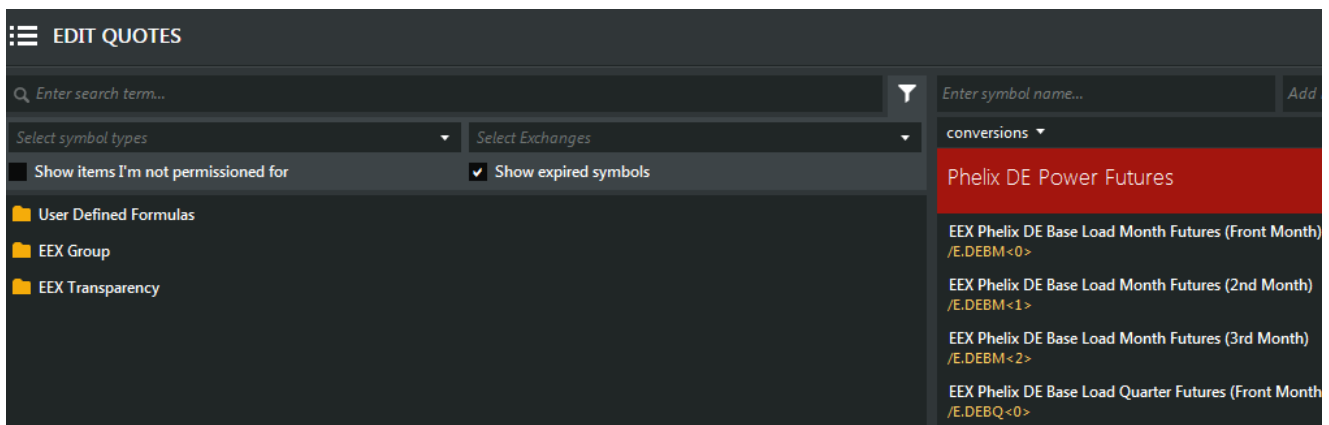 EDIT QUOTES
Enter search term...
Select symbol types
Select Exchanges
Show items I'm not permissioned for
Show expired symbols
User Defined Formulas
EEX Group
EEX Transparency
Enter symbol name...
Add
conversions
Phelix DE Power Futures
EEX Phelix DE Base Load Month Futures (Front Month)
/E.DEBM<0>
EEX Phelix DE Base Load Month Futures (2nd Month)
/E.DEBM<1>
EEX Phelix DE Base Load Month Futures (3rd Month)
/E.DEBM<2>
EEX Phelix DE Base Load Quarter Futures (Front Month
/E.DEBQ<0>